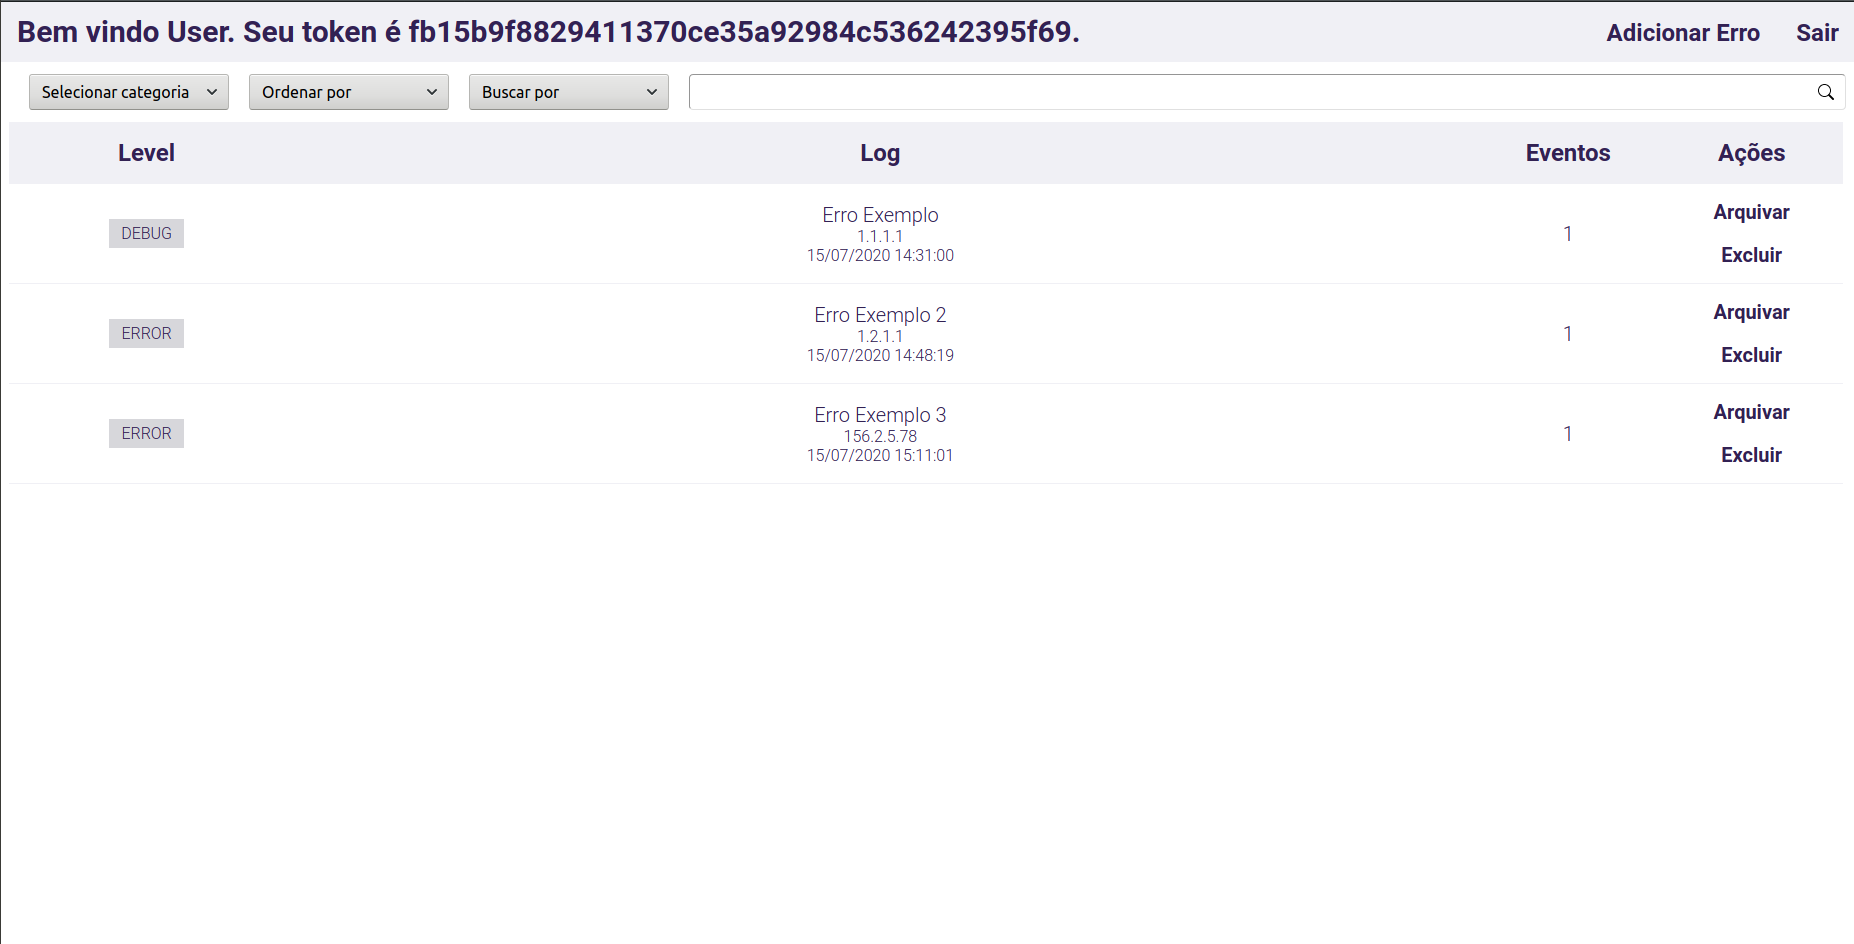 Bem vindo User. Seu token é fb15b9f8829411370ce35a92984c536242395f69.
Adicionar Erro
Sair
Selecionar categoria
Ordenar por
Buscar por
Level
Log
Eventos
Ações
DEBUG
Erro Exemplo
1.1.1.1
15/07/2020 14:31:00
1
Arquivar
Excluir
ERROR
Erro Exemplo 2
1.2.1.1
15/07/2020 14:48:19
1
Arquivar
Excluir
ERROR
Erro Exemplo 3
156.2.5.78
15/07/2020 15:11:01
1
Arquivar
Excluir